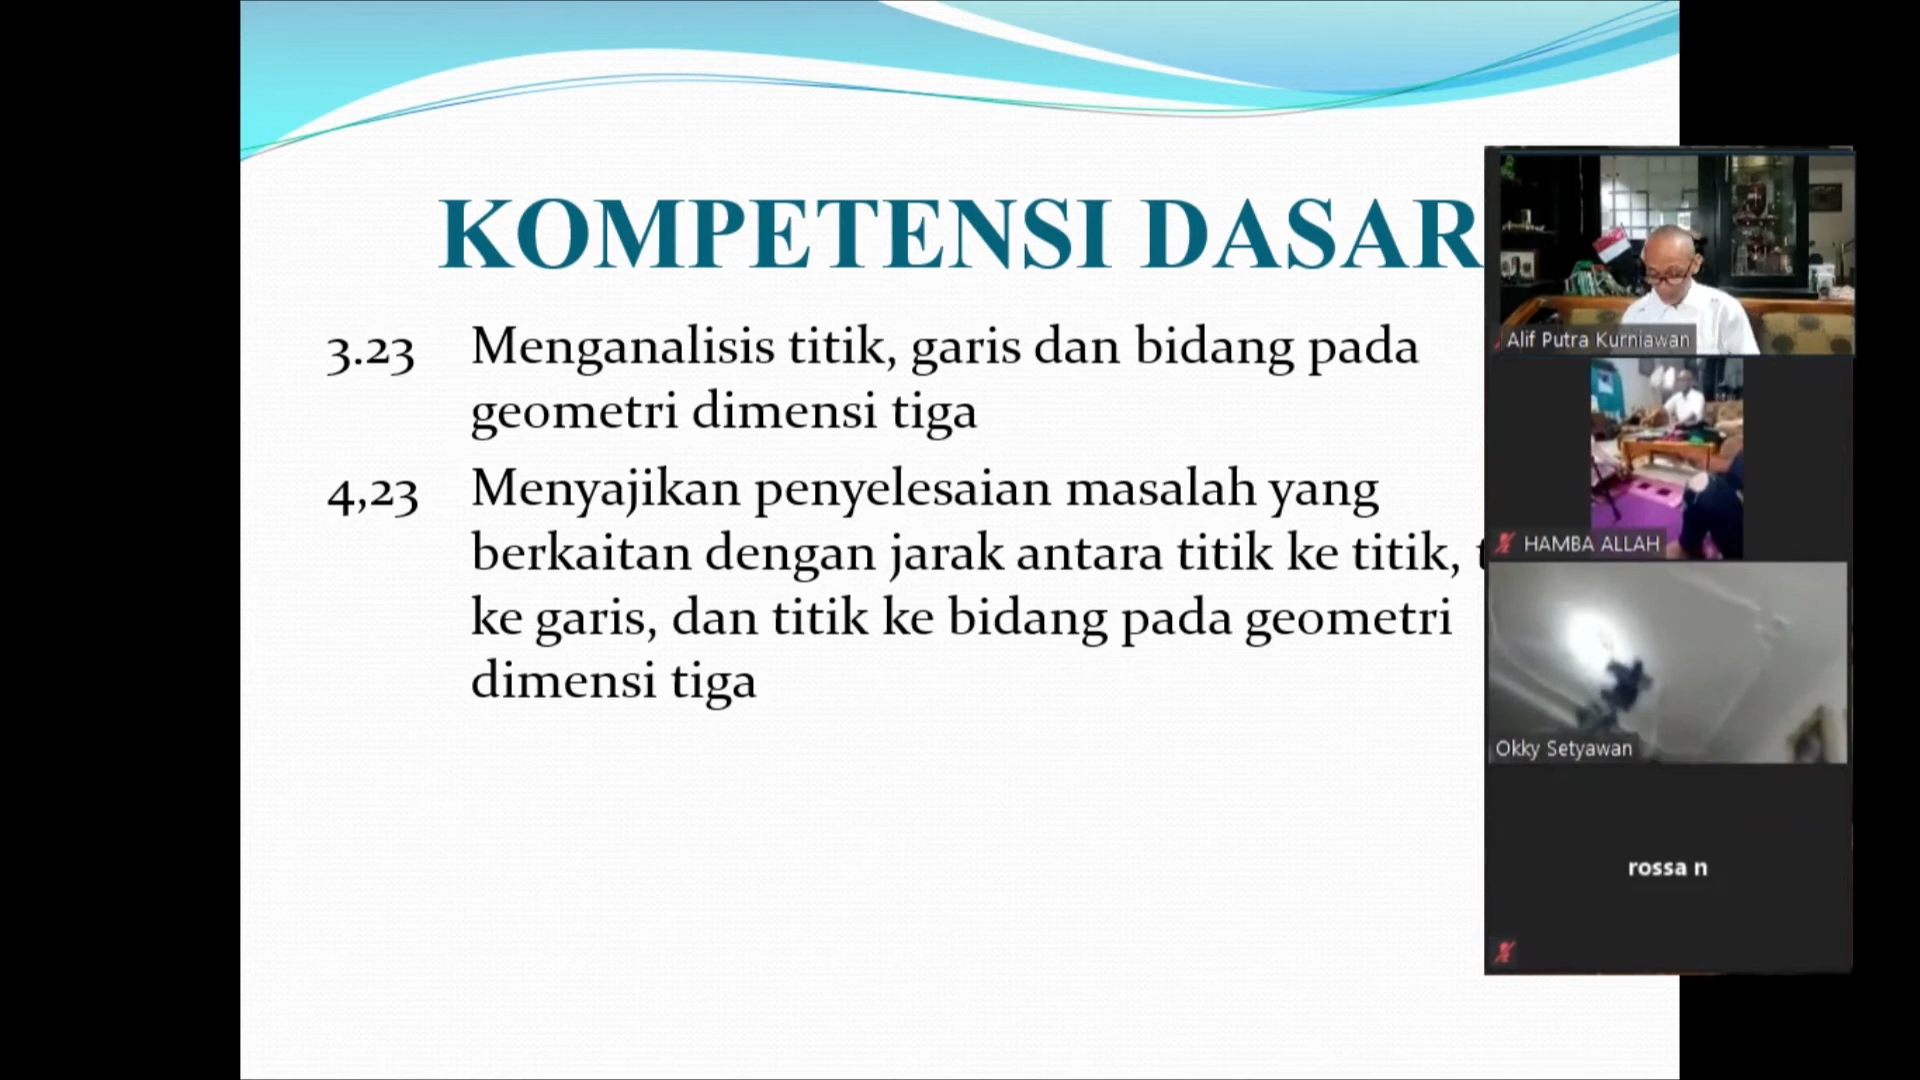 KOMPETENSI DASAR
3.23 Menganalisis titik, garis dan bidang pada
geometri dimensi tiga
4,23 Menyajikan penyelesaian masalah yang
berkaitan dengan jarak antara titik ke titik,
ke garis, dan titik ke bidang pada geometri
dimensi tiga
Alif Putra Kurniawan
HAMBA ALLAH
Okky Setyawan
rossa n